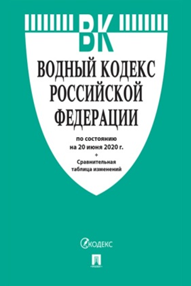 ВК
ВОДНЫЙ КОДЕКС
РОССИЙСКОЙ
ФЕДЕРАЦИИ
по состоянию
на 20 июня 2020 г.
+
Сравнительная
таблица изменений
КОДЕКС